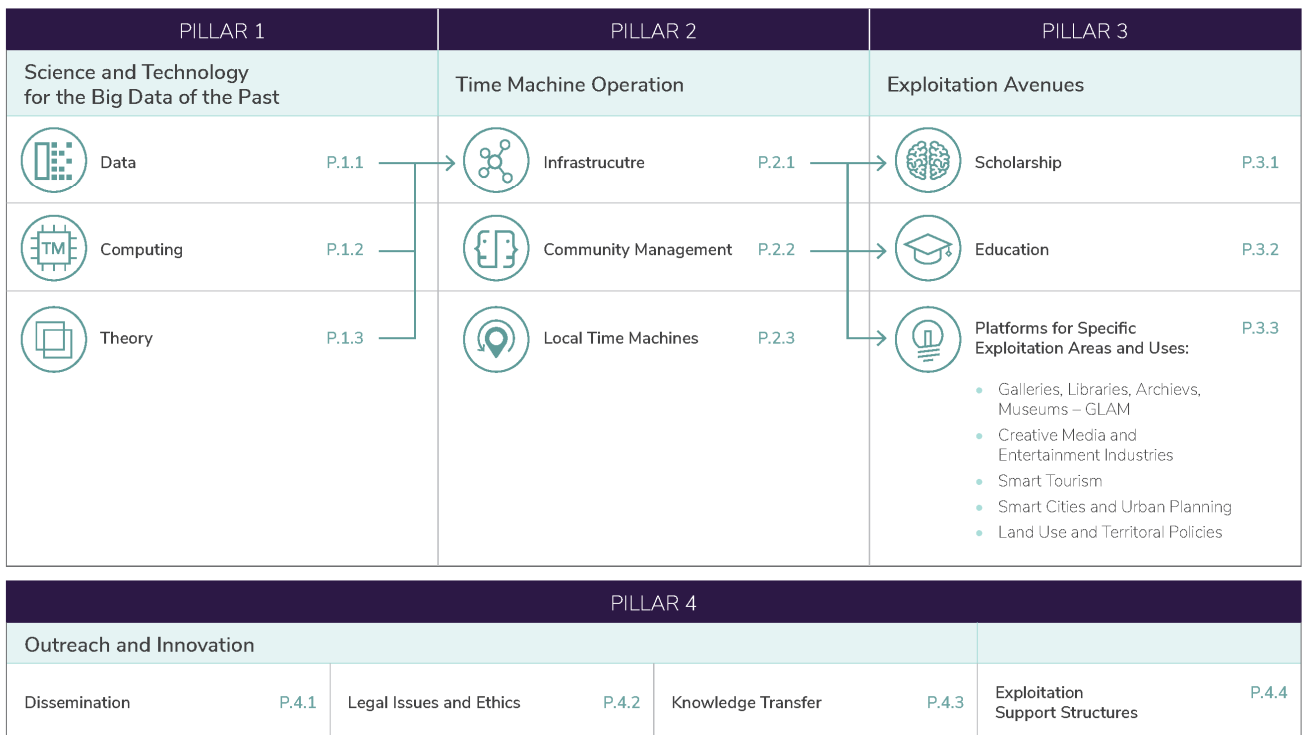 PILLAR 1
Science and Technology
for the Big Data of the Past
Data P.1.1
TM
Computing P.1.2
Theory P.1.3
PILLAR 2
Time Machine Operation
Infrastrucutre P.2.1
Community Management P.2.2
Local Time Machines P.2.3
PILLAR 3
Exploitation Avenues
Scholarship P.3.1
Education P.3.2
Platforms for Specific P.3.3
Exploitation Areas and Uses:
• Galleries, Libraries, Archievs,
Museums – GLAM
• Creative Media and
Entertainment Industries
• Smart Tourism
• Smart Cities and Urban Planning
• Land Use and Territoral Policies
PILLAR 4
Outreach and Innovation
Dissemination P.4.1
Legal Issues and Ethics P.4.2
Knowledge Transfer P.4.3
Exploitation P.4.4
Support Structures